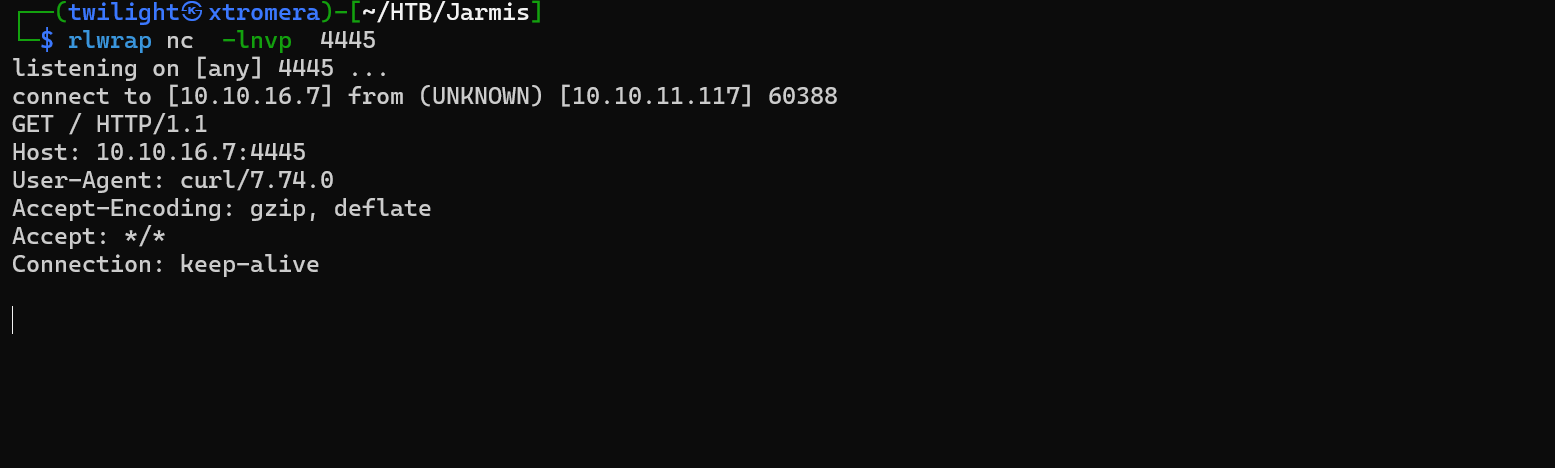 ┌──(twilight㉿xtromera)-[~/HTB/Jarmis]
└─$ rlwrap nc  -lnvp  4445
listening on [any] 4445 ...
connect to [10.10.16.7] from (UNKNOWN) [10.10.11.117] 60388
GET / HTTP/1.1
Host: 10.10.16.7:4445
User-Agent: curl/7.74.0
Accept-Encoding: gzip, deflate
Accept: */*
Connection: keep-alive